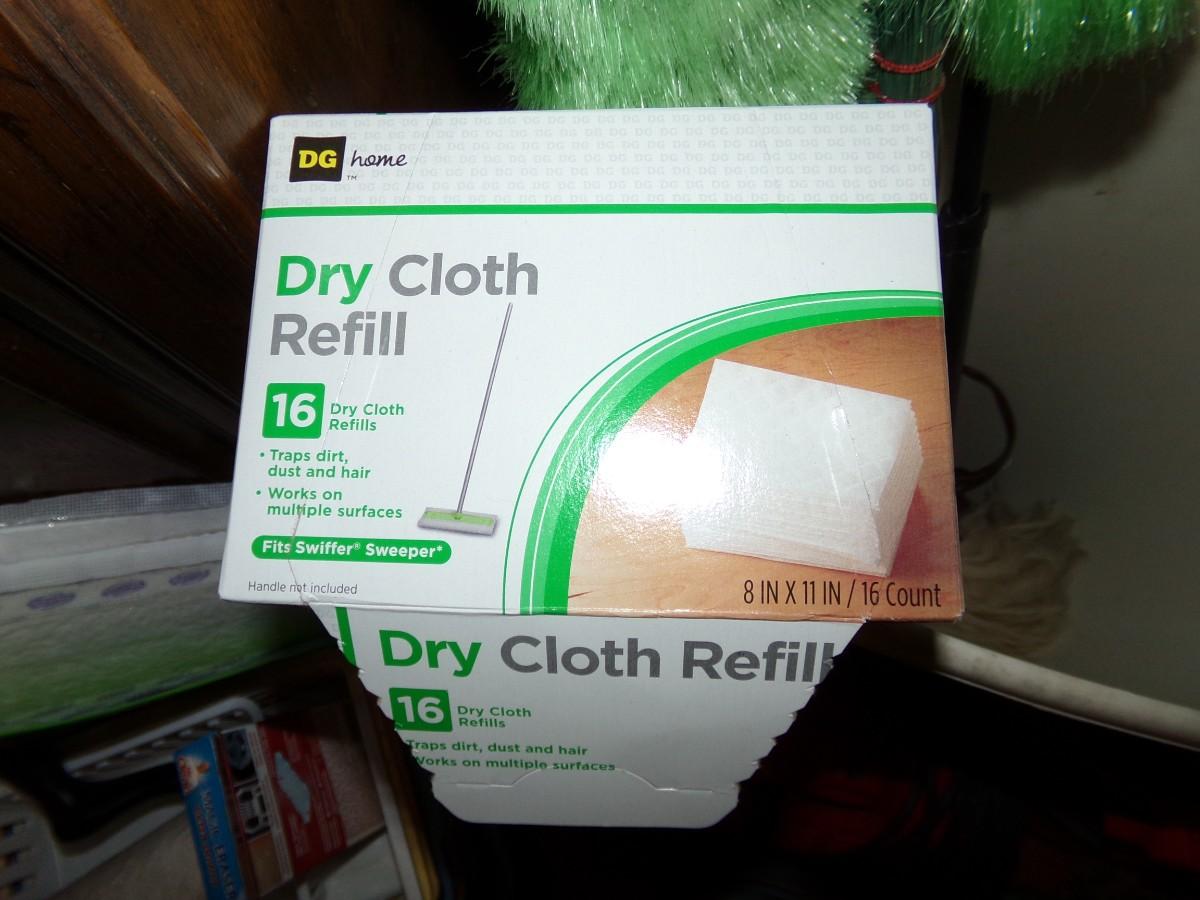 DG home™
Dry Cloth
Refill
16 Dry Cloth
Refills
• Traps dirt,
dust and hair
• Works on
multiple surfaces
Fits Swiffer® Sweeper*
Handle not included
8 IN X 11 IN / 16 Count
Dry Cloth Refill
16 Dry Cloth
Refills
Traps dirt, dust and hair
Works on multiple surfaces